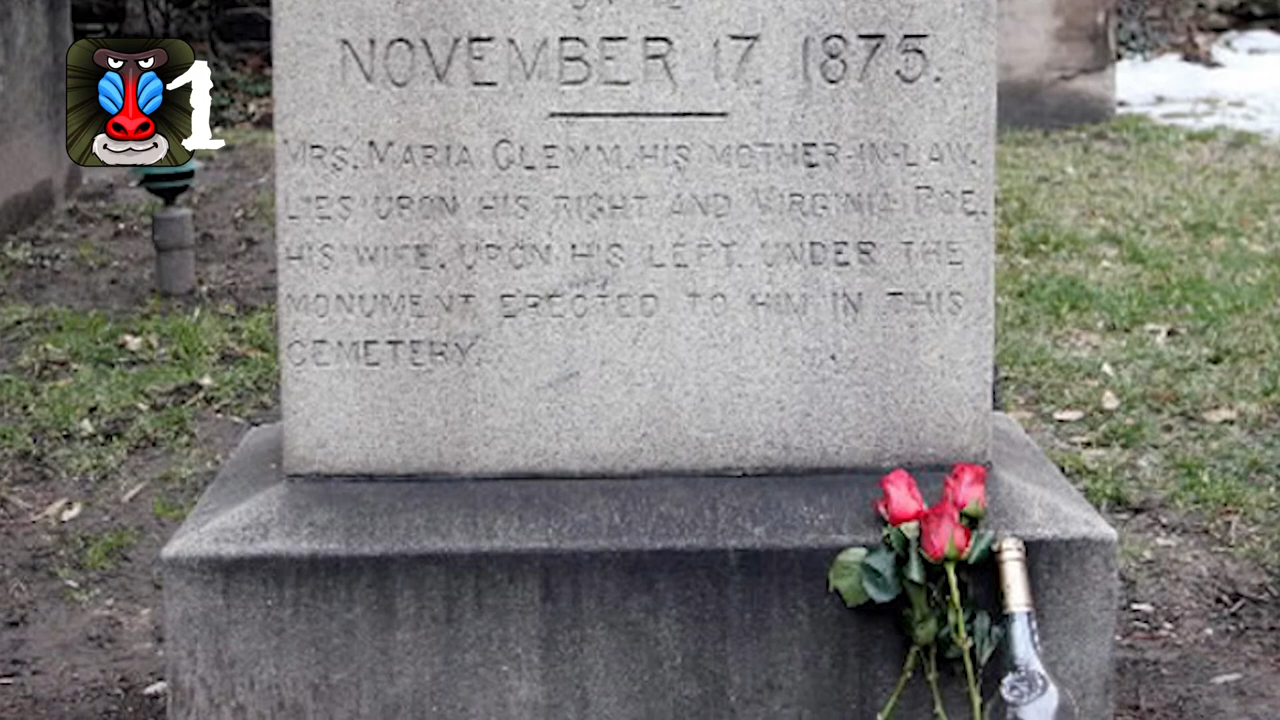 1
NOVEMBER 17. 1875.
MRS. MARIA CLEMM, HIS MOTHER-IN-LAW,
LIES UPON HIS RIGHT AND VIRGINIA POE,
HIS WIFE, UPON HIS LEFT, UNDER THE
MONUMENT ERECTED TO HIM IN THIS
CEMETERY.